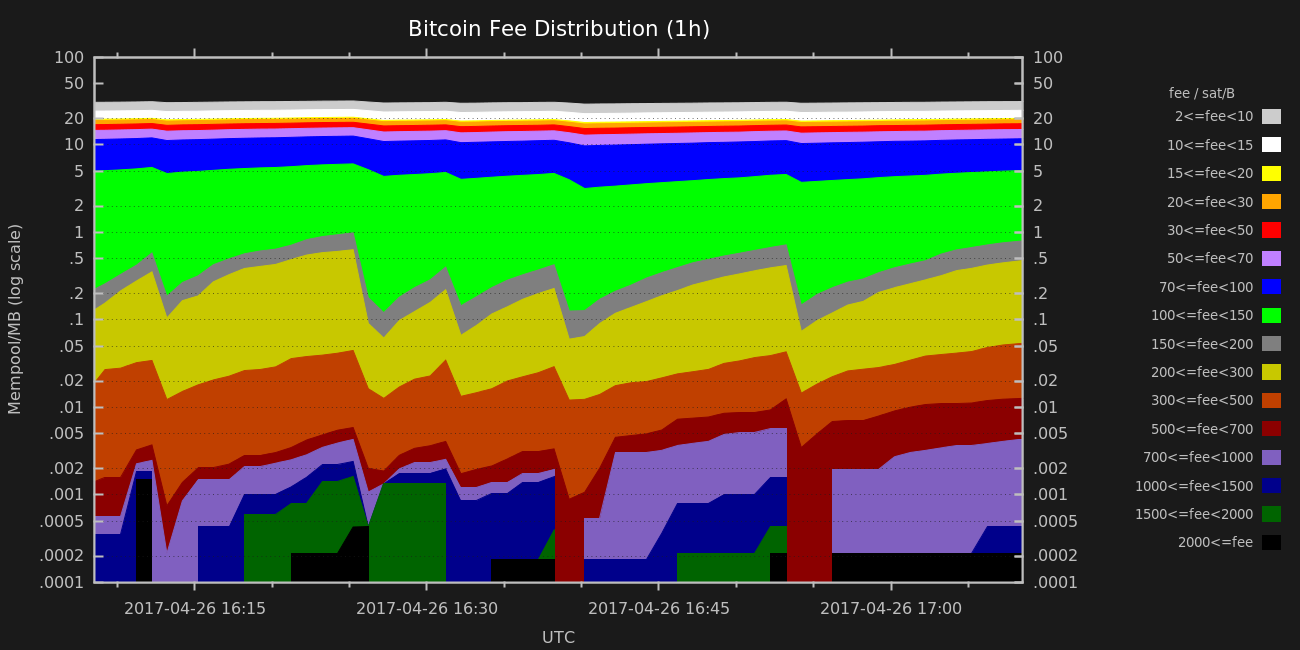 Bitcoin Fee Distribution (1h)
100 100
50 50
20 20
10 10
5 5
2 2
1 1
.5 .5
.2 .2
.1 .1
.05 .05
.02 .02
.01 .01
.005 .005
.002 .002
.001 .001
.0005 .0005
.0002 .0002
.0001 .0001
Mempool/MB (log scale)
2017-04-26 16:15 2017-04-26 16:30 2017-04-26 16:45 2017-04-26 17:00
UTC
fee / sat/B
2<=fee<10
10<=fee<15
15<=fee<20
20<=fee<30
30<=fee<50
50<=fee<70
70<=fee<100
100<=fee<150
150<=fee<200
200<=fee<300
300<=fee<500
500<=fee<700
700<=fee<1000
1000<=fee<1500
1500<=fee<2000
2000<=fee